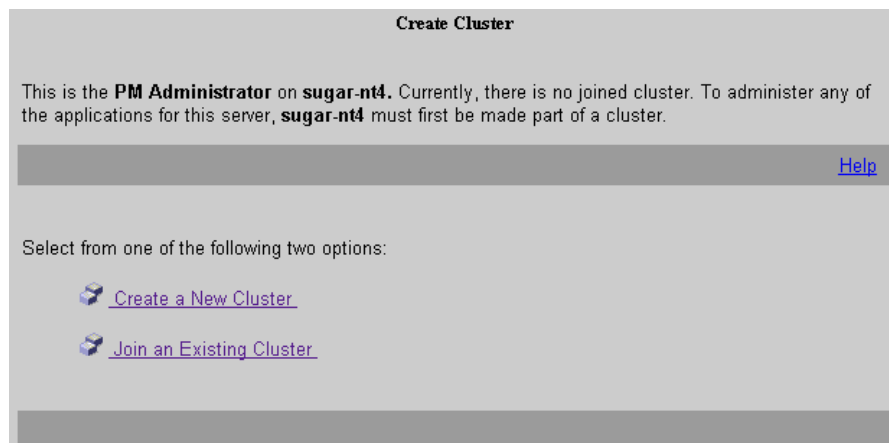 Create Cluster
This is the PM Administrator on sugar-nt4. Currently, there is no joined cluster. To administer any of
the applications for this server, sugar-nt4 must first be made part of a cluster.
Help
Select from one of the following two options:
Create a New Cluster
Join an Existing Cluster